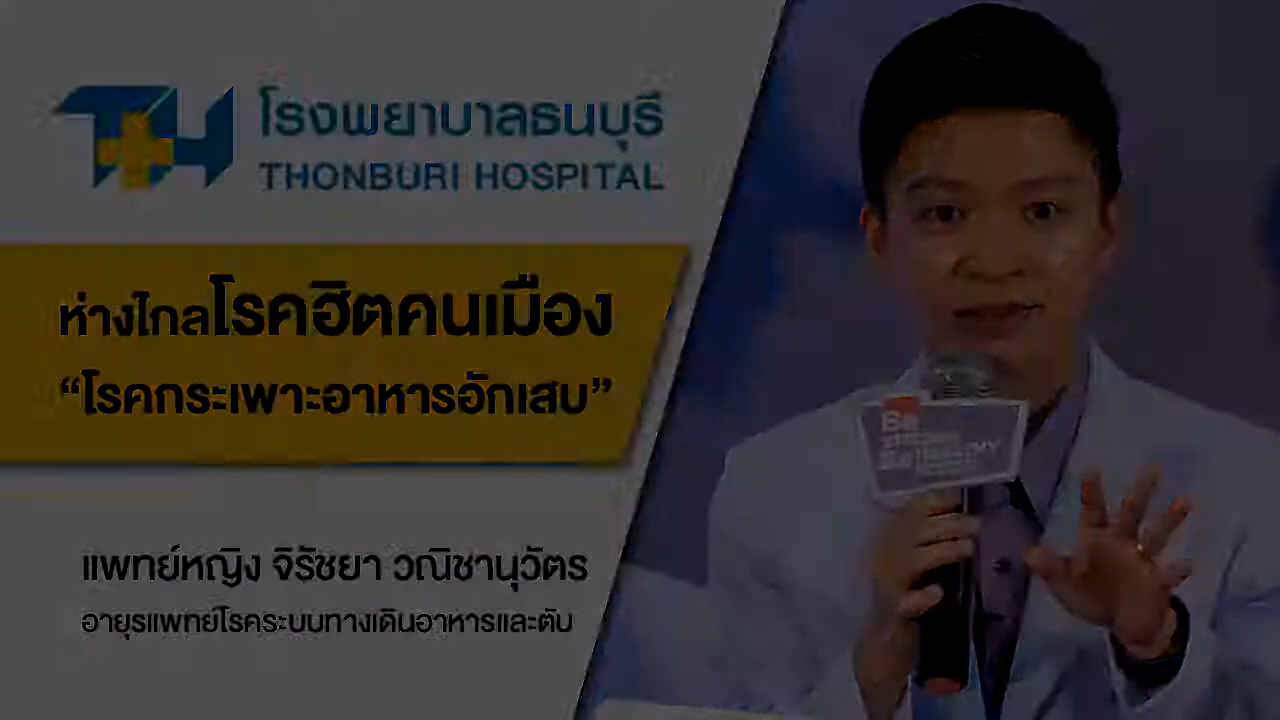 TH โรงพยาบาลธนบุรี
THONBURI HOSPITAL
ห่างไกลโรคฮิตคนเมือง
“โรคกระเพาะอาหารอักเสบ”
แพทย์หญิง จิรัชยา วณิชานุวัตร
อายุรแพทย์โรคระบบทางเดินอาหารและตับ
Be
STRONG
Be HEALTHY